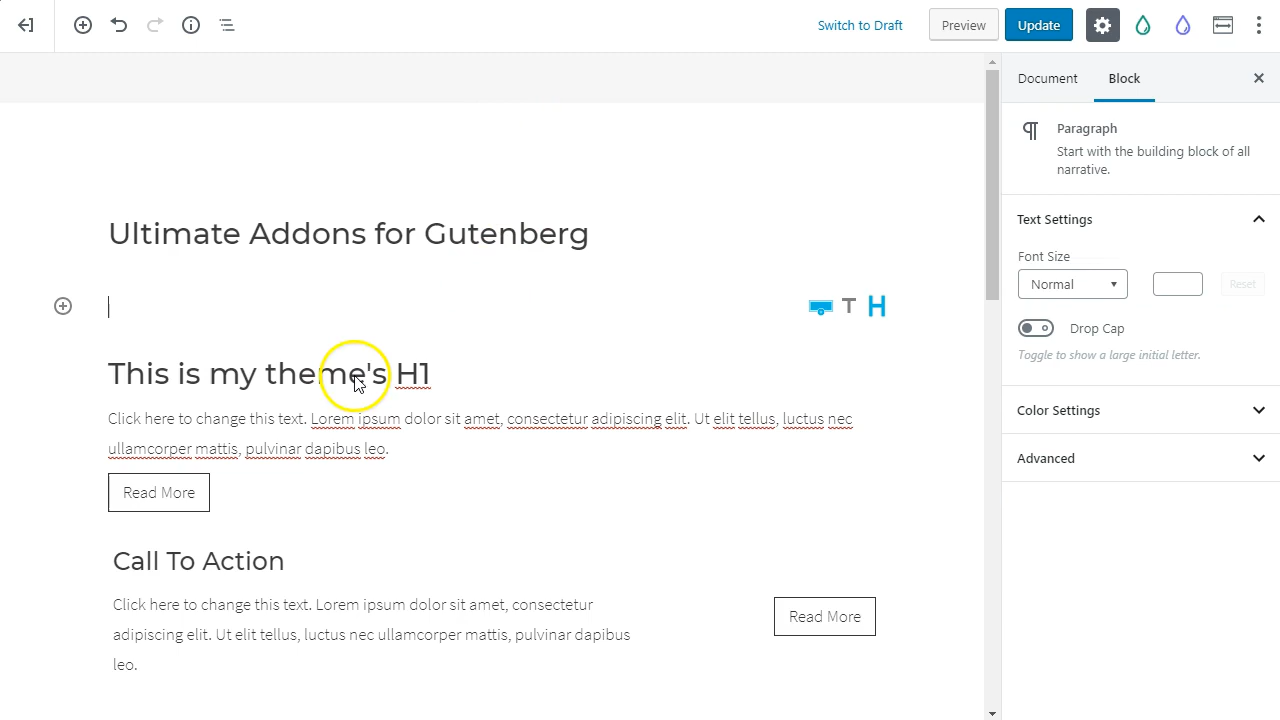 Switch to Draft
Preview
Update
Document
Block
Paragraph
Start with the building block of all
narrative.
Text Settings
Font Size
Normal
Reset
Drop Cap
Toggle to show a large initial letter.
Color Settings
Advanced
Ultimate Addons for Gutenberg
T H
This is my theme's H1
Click here to change this text. Lorem ipsum dolor sit amet, consectetur adipiscing elit. Ut elit tellus, luctus nec
ullamcorper mattis, pulvinar dapibus leo.
Read More
Call To Action
Click here to change this text. Lorem ipsum dolor sit amet, consectetur
adipiscing elit. Ut elit tellus, luctus nec ullamcorper mattis, pulvinar dapibus
leo.
Read More